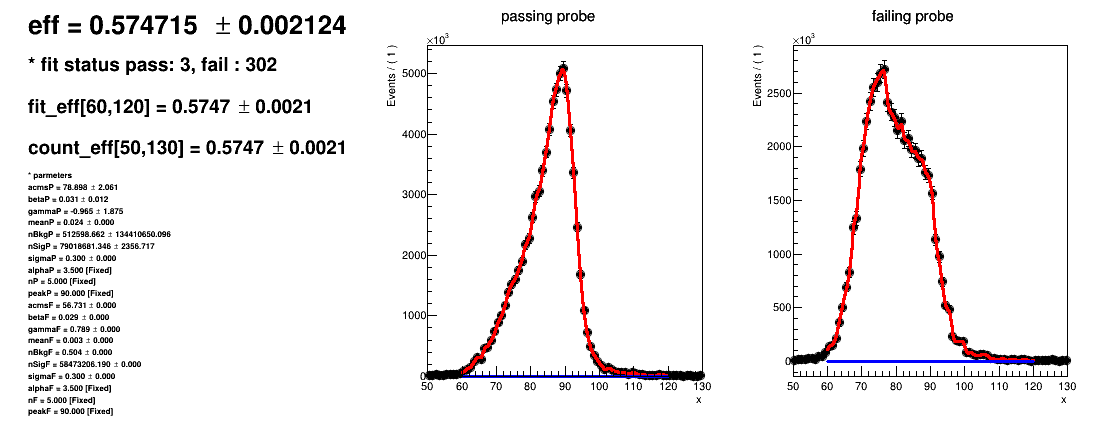 eff = 0.574715 ± 0.002124
* fit status pass: 3, fail : 302
fit_eff[60,120] = 0.5747 ± 0.0021
count_eff[50,130] = 0.5747 ± 0.0021
* parmeters
acmsP = 78.898 ± 2.061
betaP = 0.031 ± 0.012
gammaP = -0.965 ± 1.875
meanP = 0.024 ± 0.000
nBkgP = 512598.662 ± 134410650.096
nSigP = 79018681.346 ± 2356.717
sigmaP = 0.300 ± 0.000
alphaP = 3.500 [Fixed]
nP = 5.000 [Fixed]
peakP = 90.000 [Fixed]
acmsF = 56.731 ± 0.000
betaF = 0.029 ± 0.000
gammaF = 0.789 ± 0.000
meanF = 0.003 ± 0.000
nBkgF = 0.504 ± 0.000
nSigF = 58473206.190 ± 0.000
sigmaF = 0.300 ± 0.000
alphaF = 3.500 [Fixed]
nF = 5.000 [Fixed]
peakF = 90.000 [Fixed]
passing probe
×10³
Events / ( 1 )
5000
4000
3000
2000
1000
0
50 60 70 80 90 100 110 120 130
x
failing probe
×10³
Events / ( 1 )
2500
2000
1500
1000
500
0
50 60 70 80 90 100 110 120 130
x